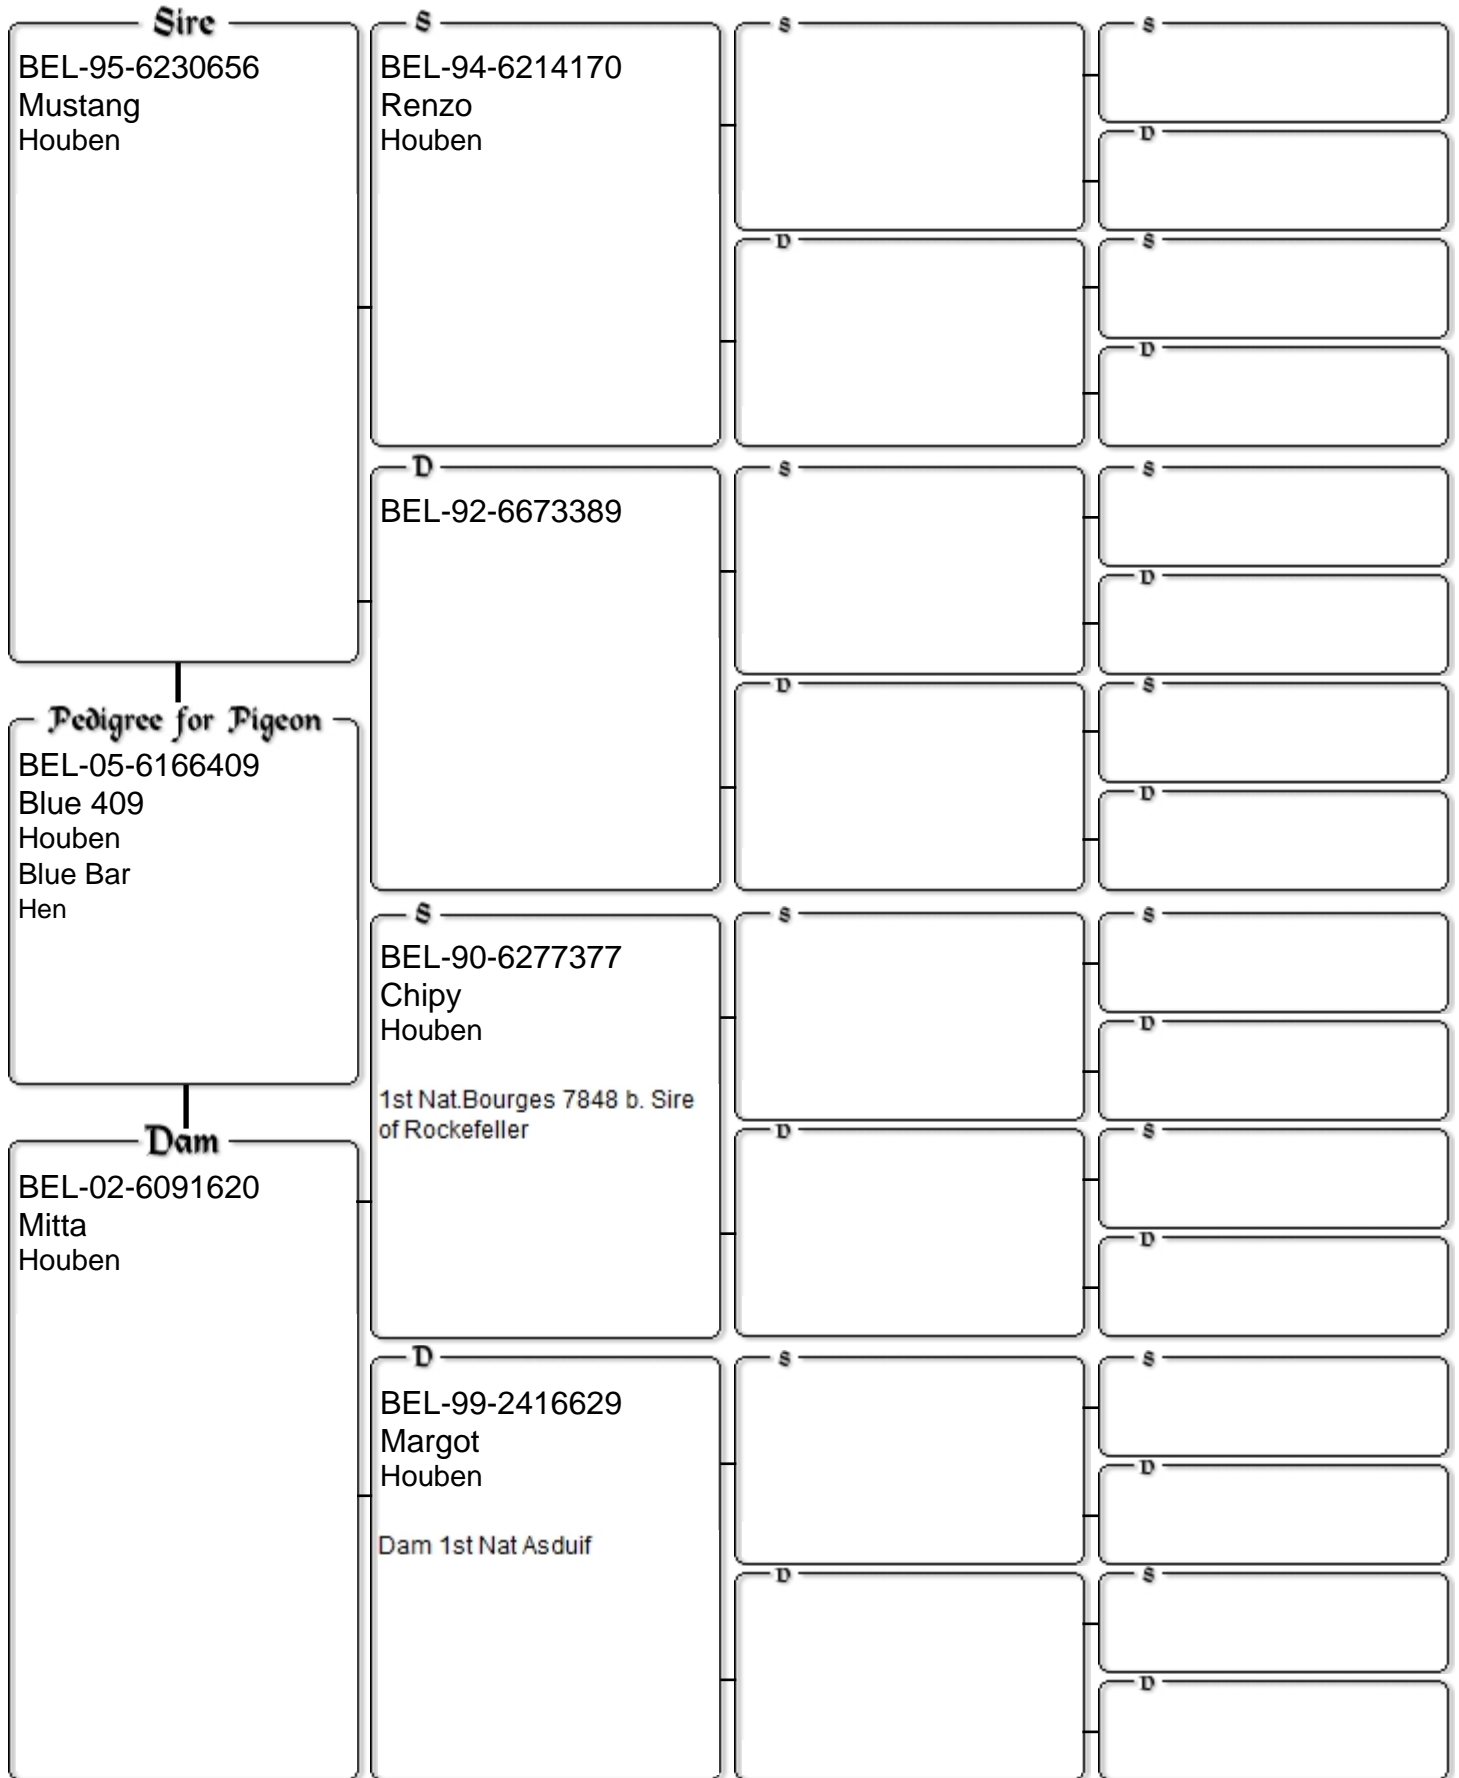 Sire
BEL-95-6230656
Mustang
Houben
Pedigree for Pigeon
BEL-05-6166409
Blue 409
Houben
Blue Bar
Hen
Dam
BEL-02-6091620
Mitta
Houben
S
BEL-94-6214170
Renzo
Houben
D
BEL-92-6673389
S
BEL-90-6277377
Chipy
Houben
1st Nat.Bourges 7848 b. Sire
of Rockefeller
D
BEL-99-2416629
Margot
Houben
Dam 1st Nat Asduif
S
D
S
D
S
D
S
D
S
D
S
D
S
D
S
D
S
D
S
D
S
D
S
D